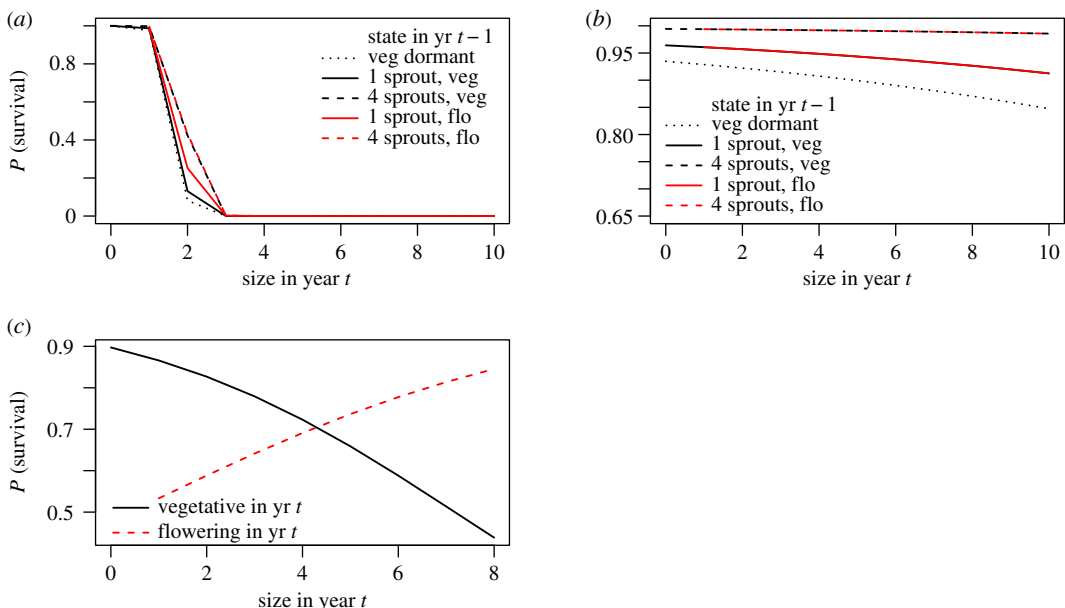 (a)
P (survival)
0.8
0.4
0
state in yr t – 1
veg dormant
1 sprout, veg
4 sprouts, veg
1 sprout, flo
4 sprouts, flo
0 2 4 6 8 10
size in year t
(b)
P (survival)
0.95
0.80
0.65
state in yr t – 1
veg dormant
1 sprout, veg
4 sprouts, veg
1 sprout, flo
4 sprouts, flo
0 2 4 6 8 10
size in year t
(c)
P (survival)
0.9
0.7
0.5
vegetative in yr t
flowering in yr t
0 2 4 6 8
size in year t